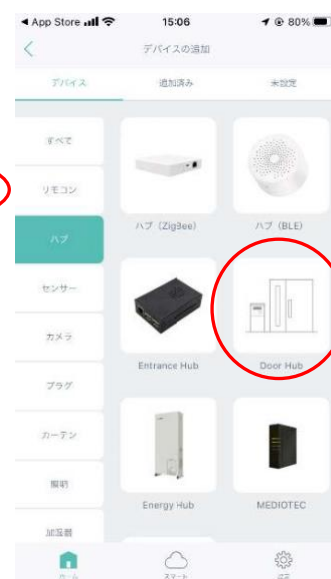 ◀ App Store 15:06 80%
デバイスの追加
デバイス 追加済み 未設定
すべて
リモコン
ハブ
センサー
カメラ
プラグ
カーテン
照明
加湿器
ハブ（ZigBee） ハブ（BLE）
Entrance Hub Door Hub
Energy Hub MEDIOTEC
ホーム スマート 設定